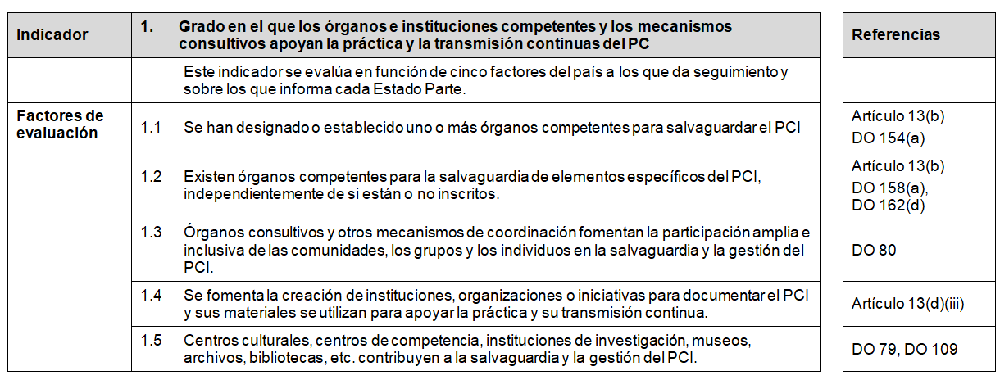 Indicador
1. Grado en el que los órganos e instituciones competentes y los mecanismos
consultivos apoyan la práctica y la transmisión continuas del PC
Referencias
Este indicador se evalúa en función de cinco factores del país a los que da seguimiento y
sobre los que informa cada Estado Parte.
Factores de
evaluación
1.1 Se han designado o establecido uno o más órganos competentes para salvaguardar el PCI
Artículo 13(b)
DO 154(a)
1.2 Existen órganos competentes para la salvaguardia de elementos específicos del PCI,
independientemente de si están o no inscritos.
Artículo 13(b)
DO 158(a),
DO 162(d)
1.3 Órganos consultivos y otros mecanismos de coordinación fomentan la participación amplia e
inclusiva de las comunidades, los grupos y los individuos en la salvaguardia y la gestión del
PCI.
DO 80
1.4 Se fomenta la creación de instituciones, organizaciones o iniciativas para documentar el PCI
y sus materiales se utilizan para apoyar la práctica y su transmisión continua.
Artículo 13(d)(iii)
1.5 Centros culturales, centros de competencia, instituciones de investigación, museos,
archivos, bibliotecas, etc. contribuyen a la salvaguardia y la gestión del PCI.
DO 79, DO 109